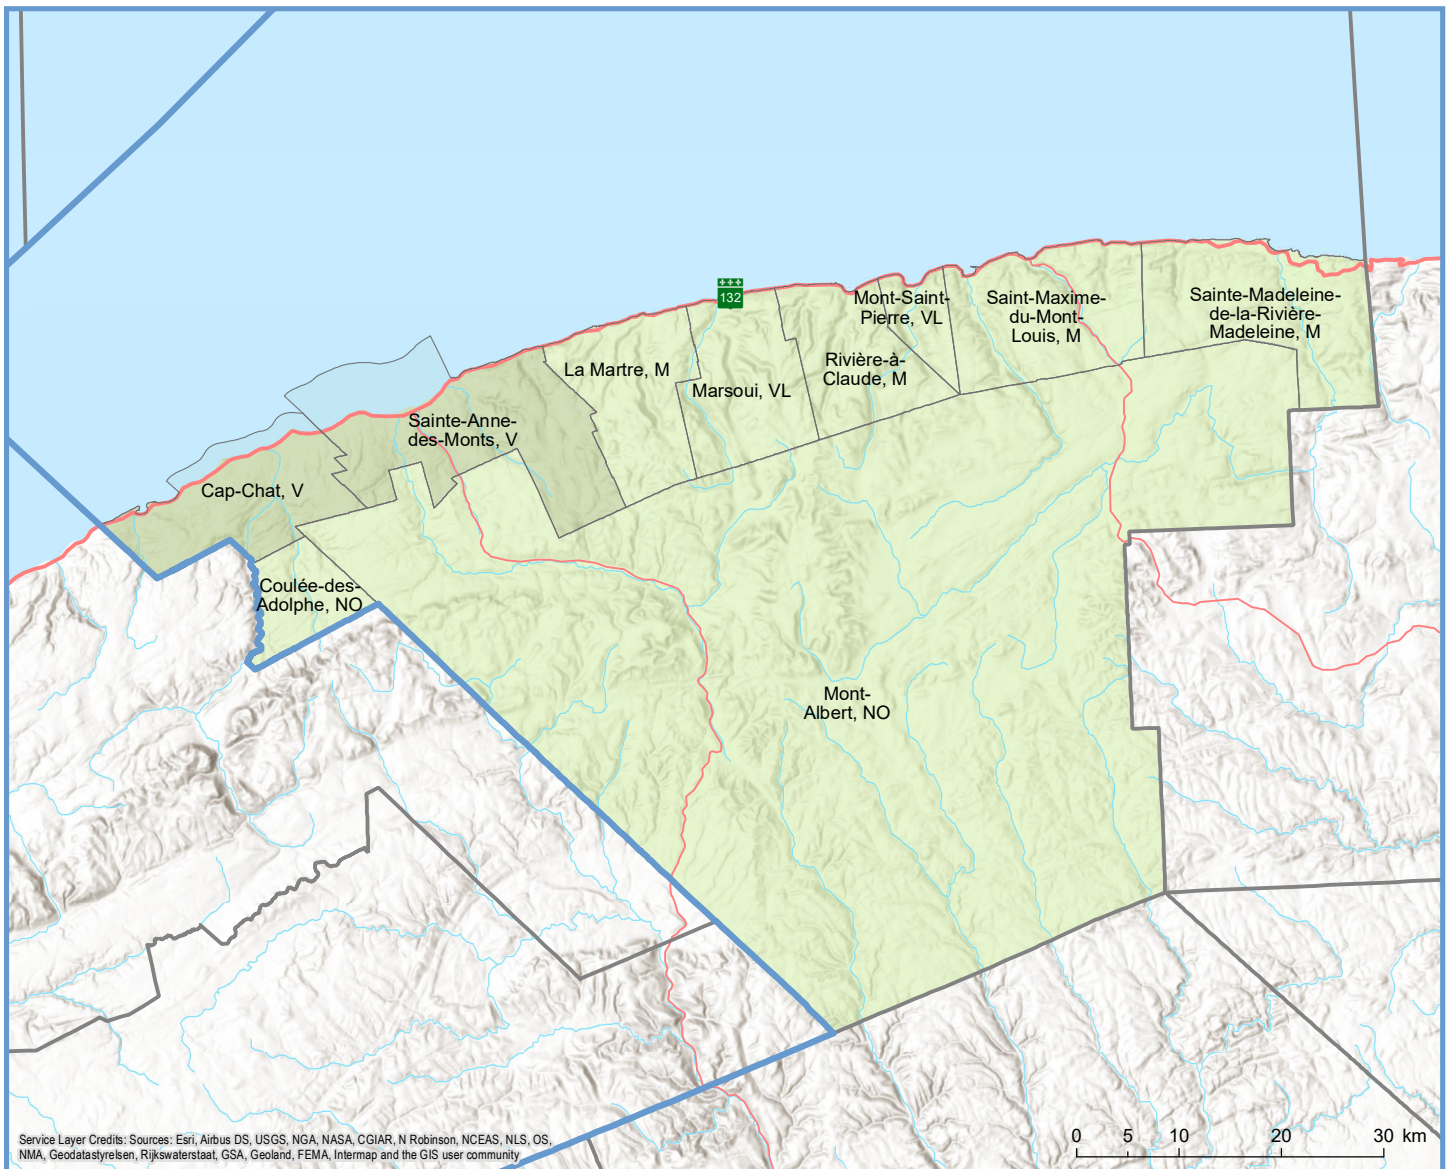 132
Mont-Saint-
Pierre, VL
Saint-Maxime-
du-Mont-
Louis, M
Sainte-Madeleine-
de-la-Rivière-
Madeleine, M
La Martre, M
Marsoui, VL
Rivière-à-
Claude, M
Sainte-Anne-
des-Monts, V
Cap-Chat, V
Coulée-des-
Adolphe, NO
Mont-
Albert, NO
0 5 10 20 30 km
Service Layer Credits: Sources: Esri, Airbus DS, USGS, NGA, NASA, CGIAR, N Robinson, NCEAS, NLS, OS,
NMA, Geodatastyrelsen, Rijkswaterstaat, GSA, Geoland, FEMA, Intermap and the GIS user community